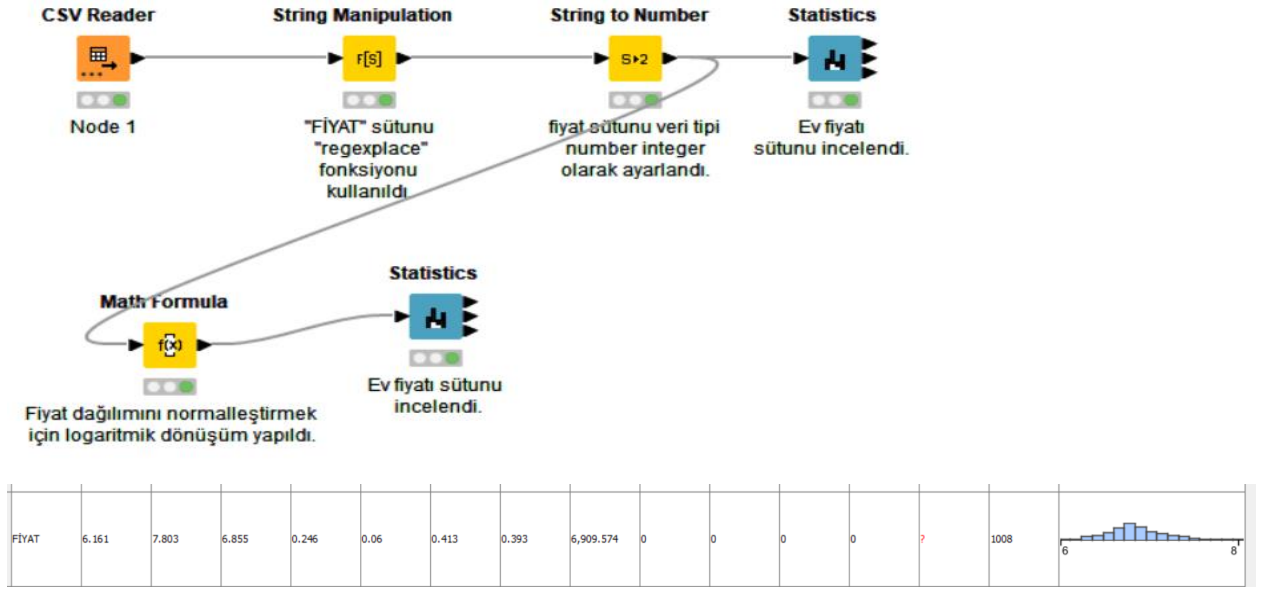 CSV Reader
String Manipulation
String to Number
Statistics
F[S]
S▸2
Node 1
"FİYAT" sütunu
"regexplace"
fonksiyonu
kullanıldı
fiyat sütunu veri tipi
number integer
olarak ayarlandı.
Ev fiyatı
sütunu incelendi.
Math Formula
Statistics
f(x)
Fiyat dağılımını normalleştirmek
için logaritmik dönüşüm yapıldı.
Ev fiyatı sütunu
incelendi.
FİYAT 6.161 7.803 6.855 0.246 0.06 0.413 0.393 6,909.574 0 0 0 0 ? 1008
6 8